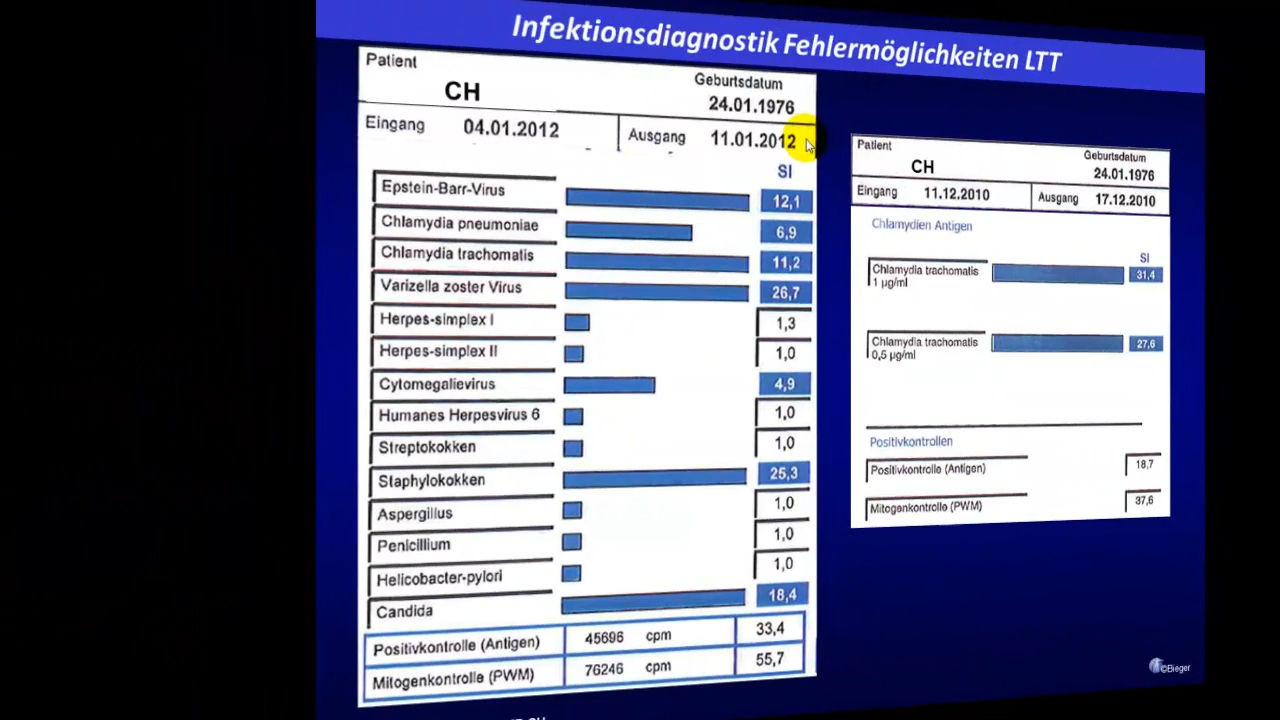 Infektionsdiagnostik Fehlermöglichkeiten LTT
Patient
CH
Geburtsdatum
24.01.1976
Eingang 04.01.2012
Ausgang 11.01.2012
SI
Epstein-Barr-Virus 12,1
Chlamydia pneumoniae 6,9
Chlamydia trachomatis 11,2
Varizella zoster Virus 26,7
Herpes-simplex I 1,3
Herpes-simplex II 1,0
Cytomegalievirus 4,9
Humanes Herpesvirus 6 1,0
Streptokokken 1,0
Staphylokokken 25,3
Aspergillus 1,0
Penicillium 1,0
Helicobacter-pylori 1,0
Candida 18,4
Positivkontrolle (Antigen) 45696 cpm 33,4
Mitogenkontrolle (PWM) 76246 cpm 55,7
Patient
CH
Geburtsdatum
24.01.1976
Eingang 11.12.2010
Ausgang 17.12.2010
Chlamydien Antigen
SI
Chlamydia trachomatis 31,4
1 µg/ml
Chlamydia trachomatis 27,6
0,5 µg/ml
Positivkontrollen
Positivkontrolle (Antigen) 18,7
Mitogenkontrolle (PWM) 37,6
©Bieger